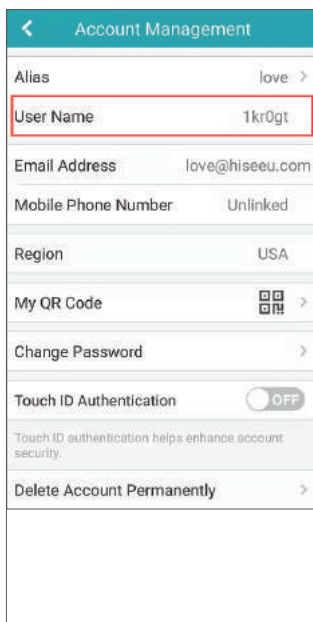 Account Management
Alias love
User Name 1kr0gt
Email Address love@hiseeu.com
Mobile Phone Number Unlinked
Region USA
My QR Code
Change Password
Touch ID Authentication OFF
Touch ID authentication helps enhance account
security.
Delete Account Permanently